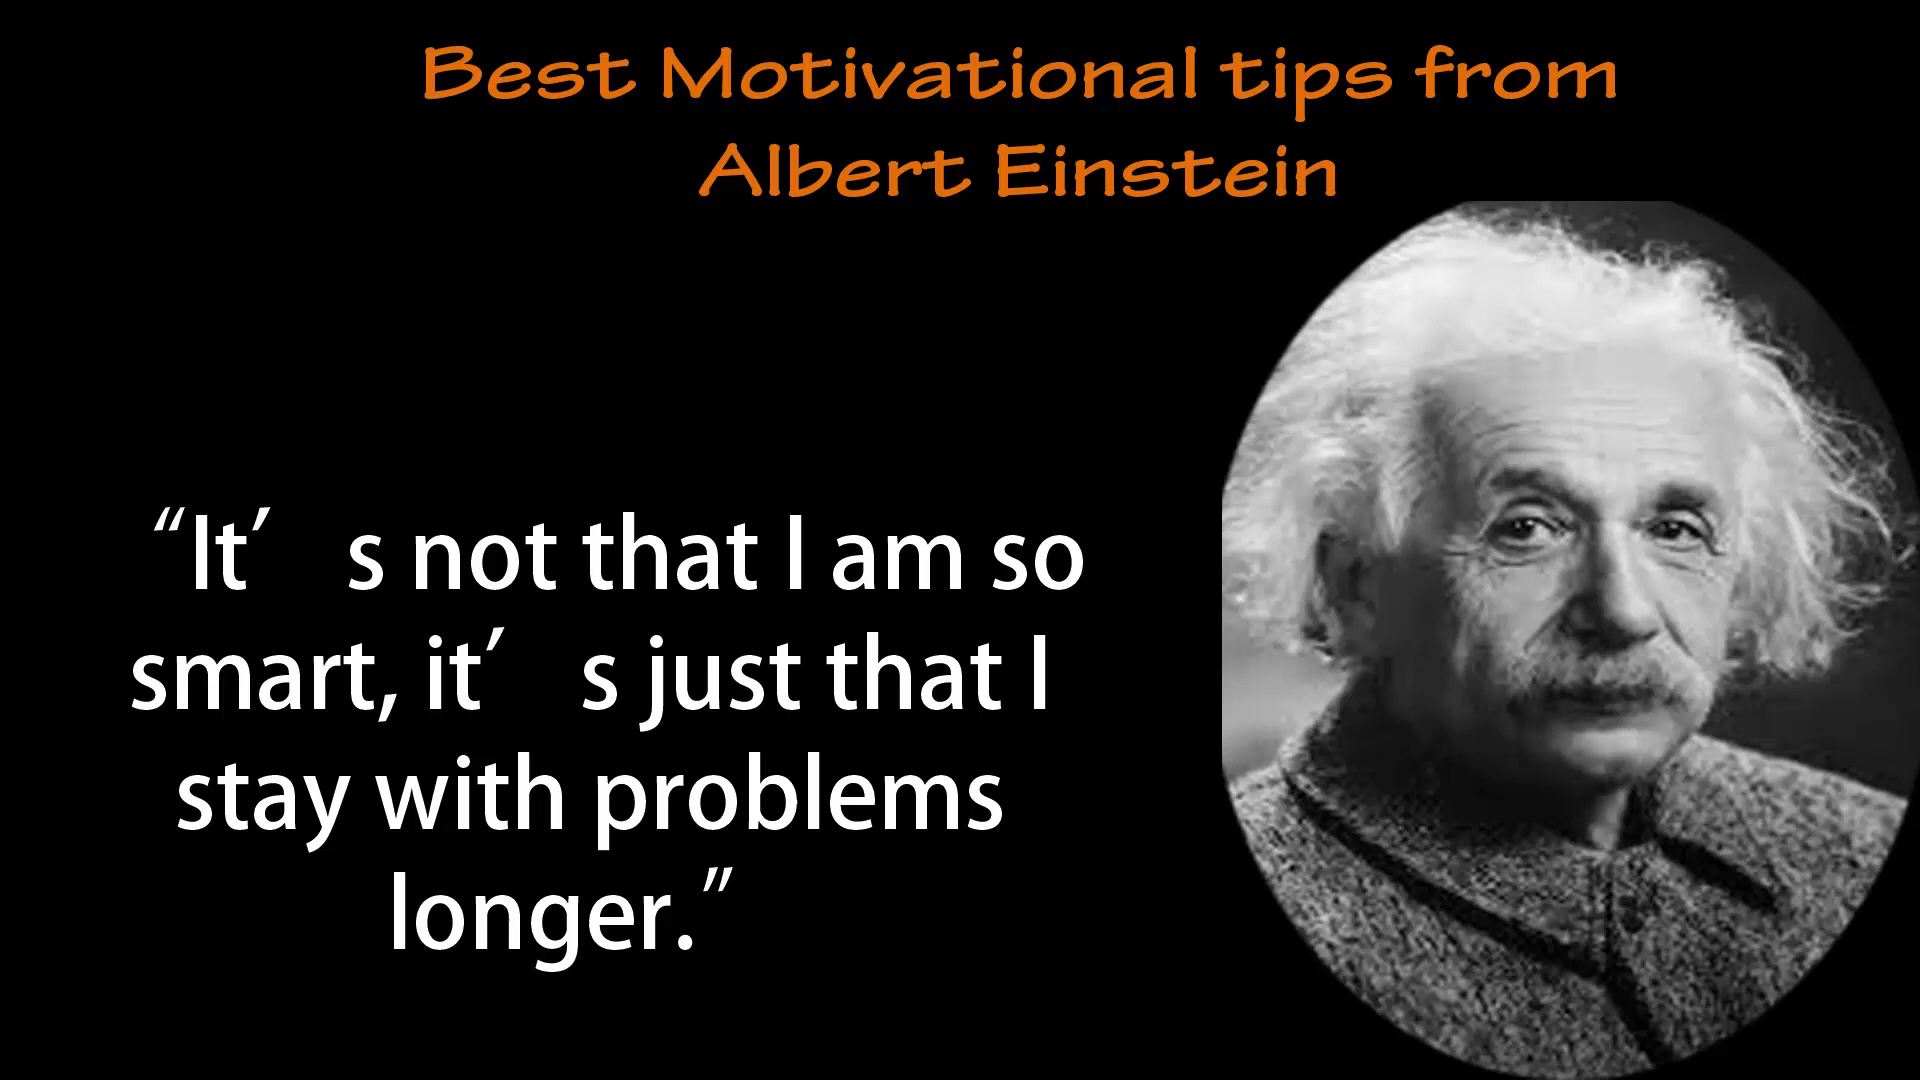 Best Motivational tips from
Albert Einstein
“It’s not that I am so
smart, it’s just that I
stay with problems
longer.”